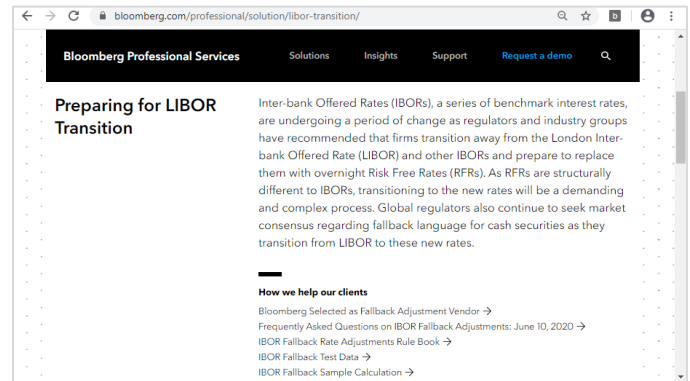 bloomberg.com/professional/solution/libor-transition/
b
Bloomberg Professional Services Solutions Insights Support Request a demo
Preparing for LIBOR
Transition
Inter-bank Offered Rates (IBORs), a series of benchmark interest rates,
are undergoing a period of change as regulators and industry groups
have recommended that firms transition away from the London Inter-
bank Offered Rate (LIBOR) and other IBORs and prepare to replace
them with overnight Risk Free Rates (RFRs). As RFRs are structurally
different to IBORs, transitioning to the new rates will be a demanding
and complex process. Global regulators also continue to seek market
consensus regarding fallback language for cash securities as they
transition from LIBOR to these new rates.
How we help our clients
Bloomberg Selected as Fallback Adjustment Vendor →
Frequently Asked Questions on IBOR Fallback Adjustments: June 10, 2020 →
IBOR Fallback Rate Adjustments Rule Book →
IBOR Fallback Test Data →
IBOR Fallback Sample Calculation →